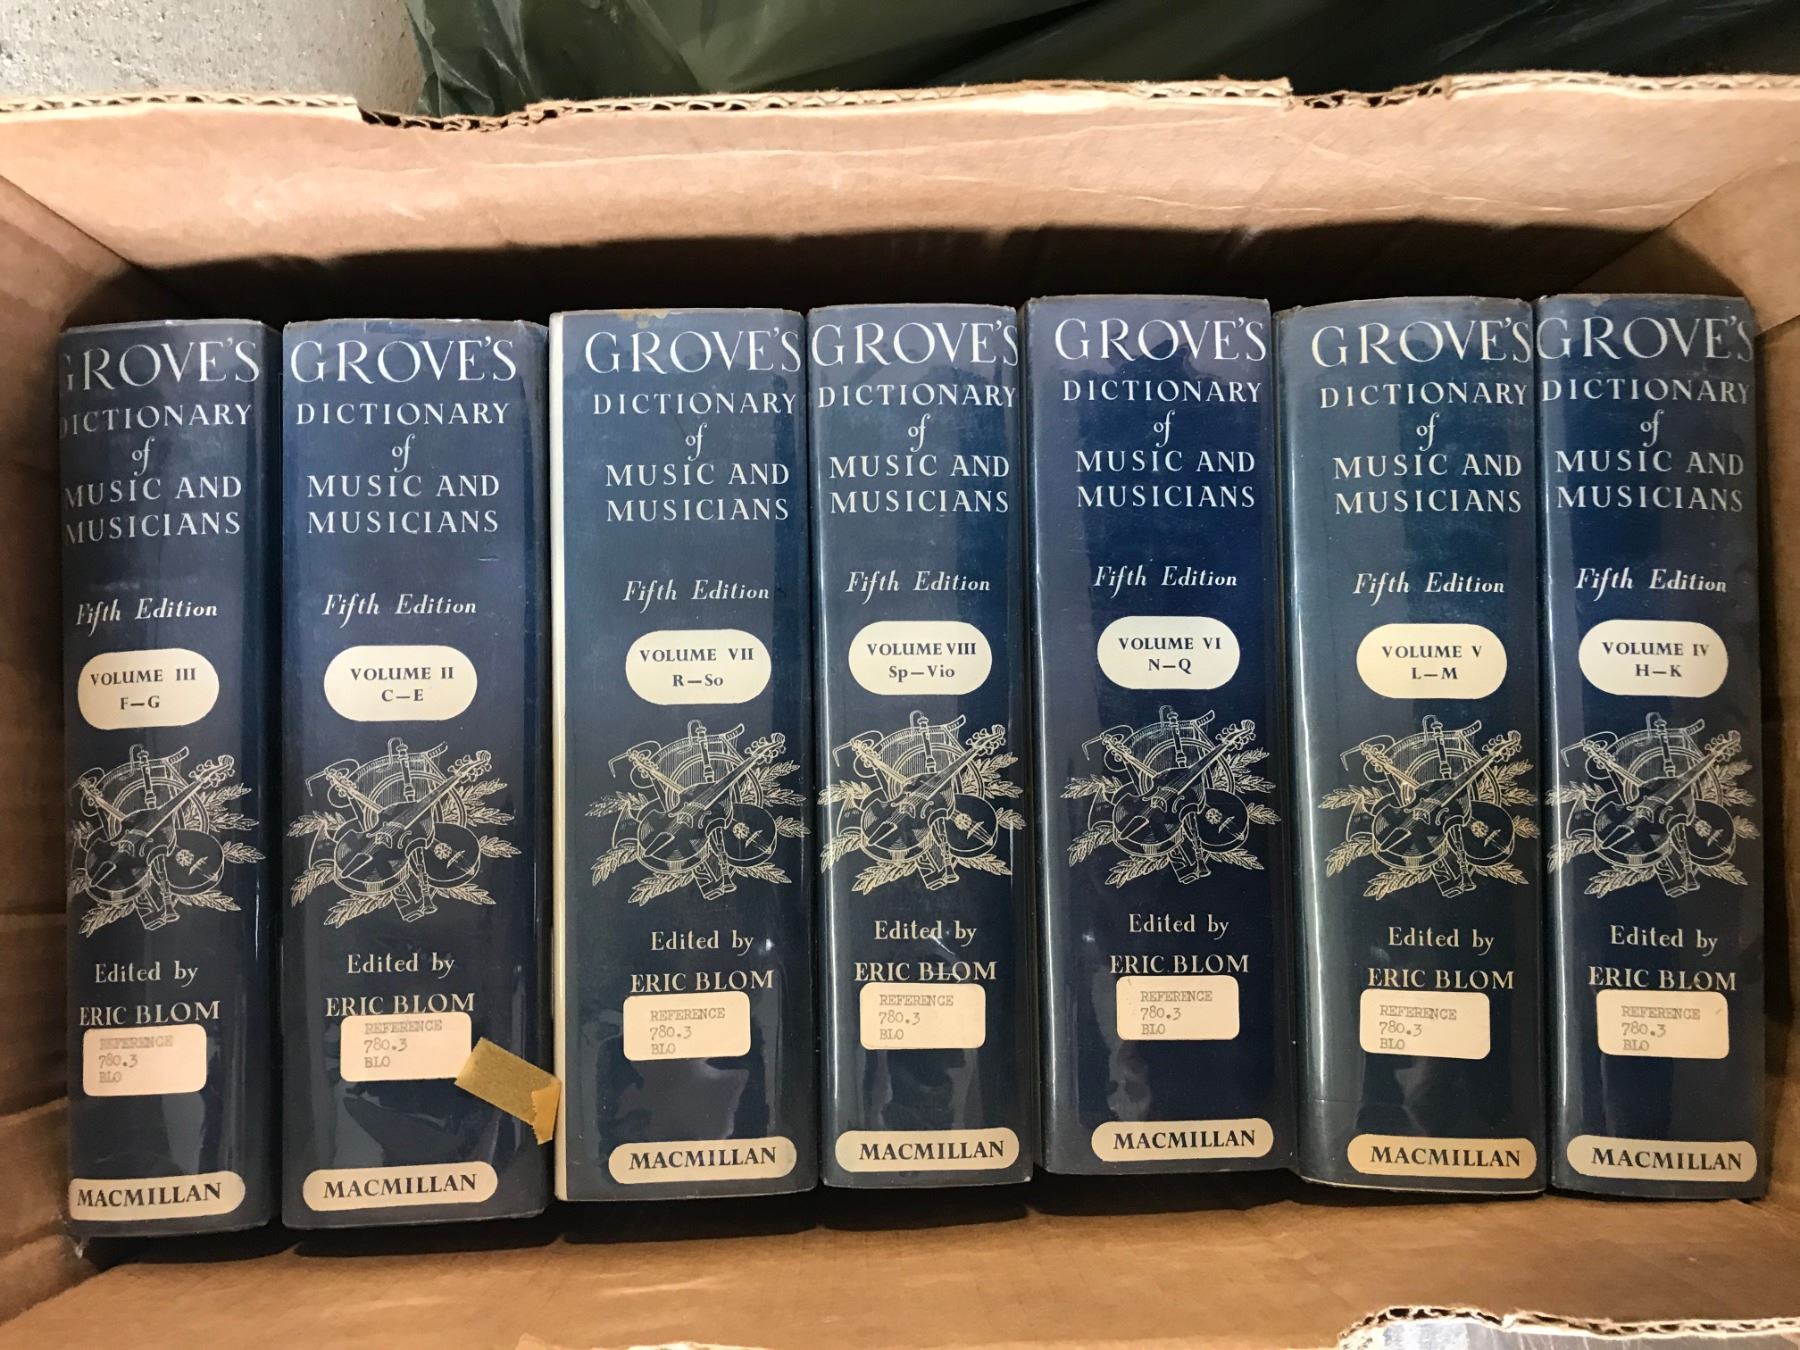 GROVE'S
DICTIONARY
of
MUSIC AND
MUSICIANS
Fifth Edition
VOLUME III
F—G
Edited by
ERIC BLOM
REFERENCE
780.3
BLO
MACMILLAN
GROVE'S
DICTIONARY
of
MUSIC AND
MUSICIANS
Fifth Edition
VOLUME II
C—E
Edited by
ERIC BLOM
REFERENCE
780.3
BLO
MACMILLAN
GROVE'S
DICTIONARY
of
MUSIC AND
MUSICIANS
Fifth Edition
VOLUME VII
R—So
Edited by
ERIC BLOM
REFERENCE
780.3
BLO
MACMILLAN
GROVE'S
DICTIONARY
of
MUSIC AND
MUSICIANS
Fifth Edition
VOLUME VIII
Sp—Vio
Edited by
ERIC BLOM
REFERENCE
780.3
BLO
MACMILLAN
GROVE'S
DICTIONARY
of
MUSIC AND
MUSICIANS
Fifth Edition
VOLUME VI
N—Q
Edited by
ERIC BLOM
REFERENCE
780.3
BLO
MACMILLAN
GROVE'S
DICTIONARY
of
MUSIC AND
MUSICIANS
Fifth Edition
VOLUME V
L—M
Edited by
ERIC BLOM
REFERENCE
780.3
BLO
MACMILLAN
GROVE'S
DICTIONARY
of
MUSIC AND
MUSICIANS
Fifth Edition
VOLUME IV
H—K
Edited by
ERIC BLOM
REFERENCE
780.3
BLO
MACMILLAN